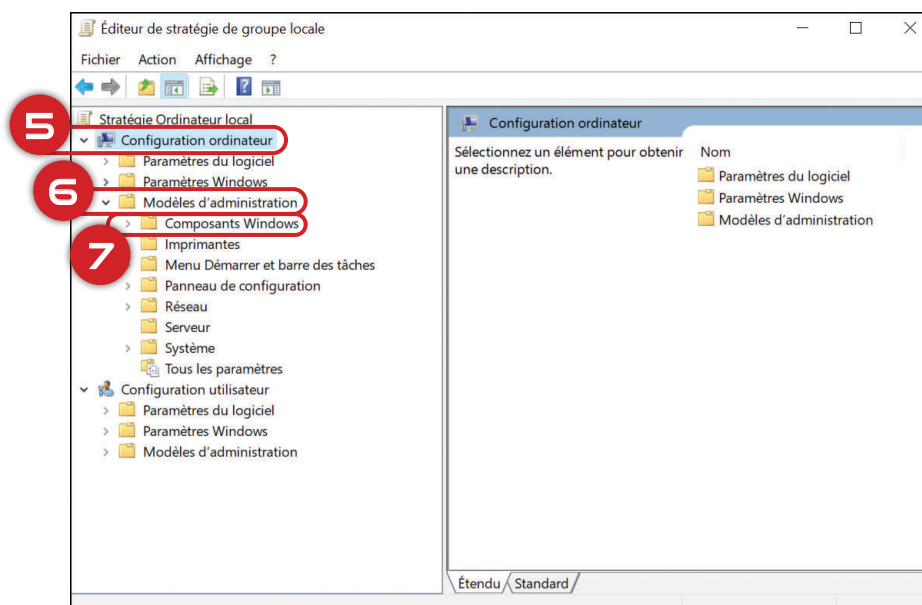 Éditeur de stratégie de groupe locale
Fichier Action Affichage ?
Stratégie Ordinateur local
5 Configuration ordinateur
Paramètres du logiciel
Paramètres Windows
6 Modèles d'administration
7 Composants Windows
Imprimantes
Menu Démarrer et barre des tâches
Panneau de configuration
Réseau
Serveur
Système
Tous les paramètres
Configuration utilisateur
Paramètres du logiciel
Paramètres Windows
Modèles d'administration
Configuration ordinateur
Sélectionnez un élément pour obtenir
une description.
Nom
Paramètres du logiciel
Paramètres Windows
Modèles d'administration
Étendu Standard